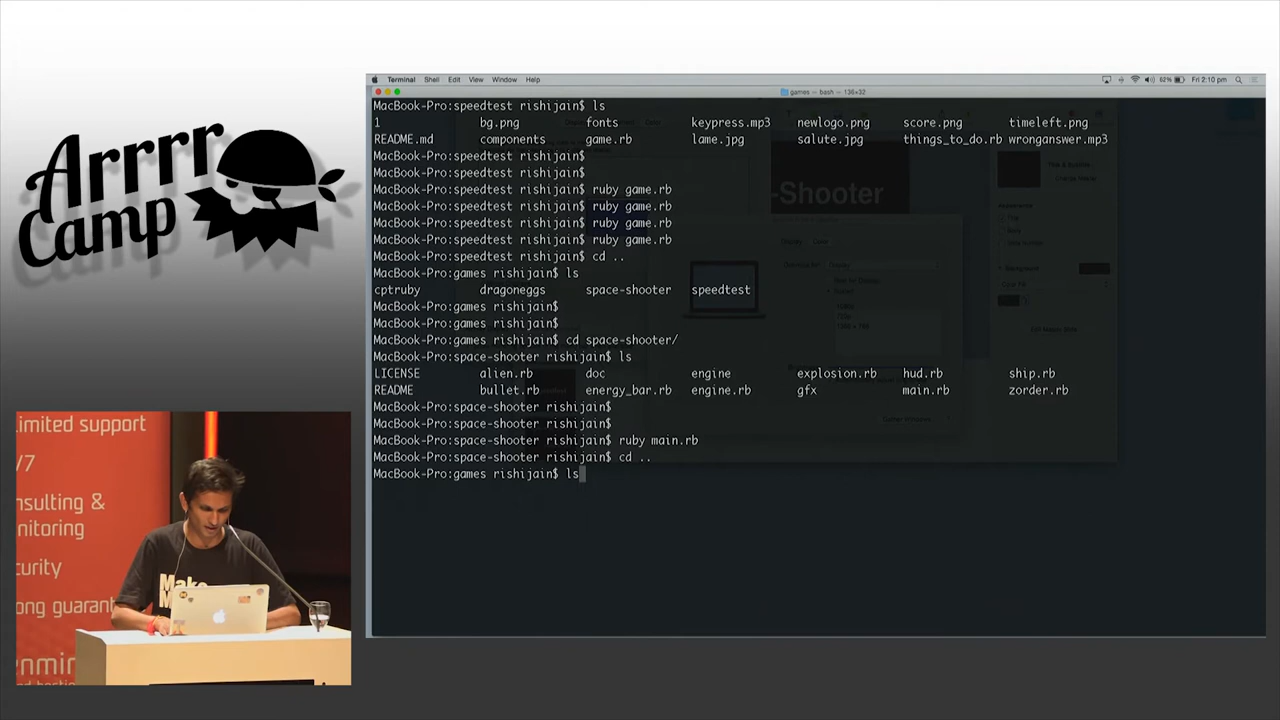 Arrrr
Camp
Terminal Shell Edit View Window Help
62% Fri 2:10 pm
games — bash — 136×32
MacBook-Pro:speedtest rishijain$ ls
1 bg.png fonts keypress.mp3 newlogo.png score.png timeleft.png
README.md components game.rb lame.jpg salute.jpg things_to_do.rb wronganswer.mp3
MacBook-Pro:speedtest rishijain$
MacBook-Pro:speedtest rishijain$
MacBook-Pro:speedtest rishijain$ ruby game.rb
MacBook-Pro:speedtest rishijain$ ruby game.rb
MacBook-Pro:speedtest rishijain$ ruby game.rb
MacBook-Pro:speedtest rishijain$ ruby game.rb
MacBook-Pro:speedtest rishijain$ cd ..
MacBook-Pro:games rishijain$ ls
cptruby dragoneggs space-shooter speedtest
MacBook-Pro:games rishijain$
MacBook-Pro:games rishijain$
MacBook-Pro:games rishijain$ cd space-shooter/
MacBook-Pro:space-shooter rishijain$ ls
LICENSE alien.rb doc engine explosion.rb hud.rb ship.rb
README bullet.rb energy_bar.rb engine.rb gfx main.rb zorder.rb
MacBook-Pro:space-shooter rishijain$
MacBook-Pro:space-shooter rishijain$
MacBook-Pro:space-shooter rishijain$ ruby main.rb
MacBook-Pro:space-shooter rishijain$ cd ..
MacBook-Pro:games rishijain$ ls
-Shooter
limited support
/7
nsulting &
nitoring
curity
ong guarant
enmin
Make